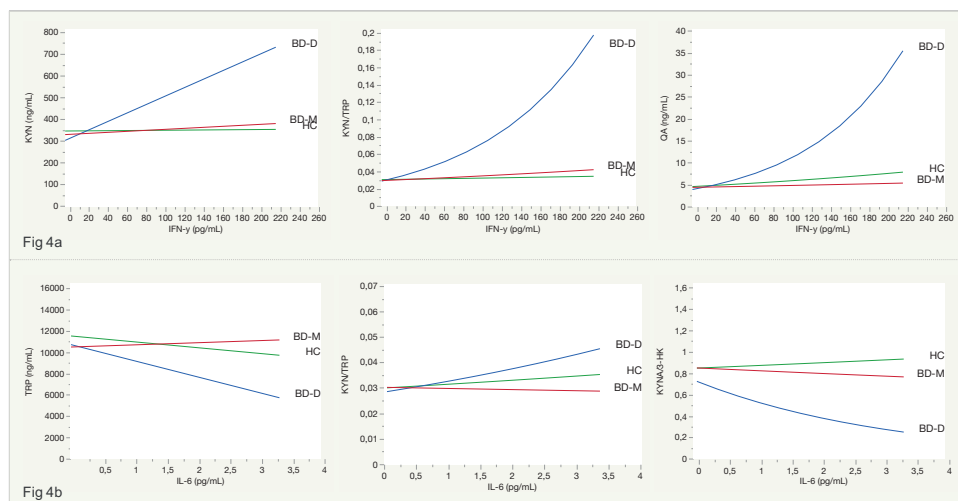 800
700
600
500
400
300
200
100
0
KYN (ng/mL)
0 20 40 60 80 100 120 140 160 180 200 220 240 260
IFN-y (pg/mL)
BD-D
BD-M
HC
0,2
0,18
0,16
0,14
0,12
0,1
0,08
0,06
0,04
0,02
0
KYN/TRP
0 20 40 60 80 100 120 140 160 180 200 220 240 260
IFN-y (pg/mL)
BD-D
BD-M
HC
40
35
30
25
20
15
10
5
0
QA (ng/mL)
0 20 40 60 80 100 120 140 160 180 200 220 240 260
IFN-y (pg/mL)
BD-D
HC
BD-M
Fig 4a
16000
14000
12000
10000
8000
6000
4000
2000
0
TRP (ng/mL)
0,5 1 1,5 2 2,5 3 3,5 4
IL-6 (pg/mL)
BD-M
HC
BD-D
0,07
0,06
0,05
0,04
0,03
0,02
0,01
0
KYN/TRP
0 0,5 1 1,5 2 2,5 3 3,5 4
IL-6 (pg/mL)
BD-D
HC
BD-M
1,6
1,4
1,2
1
0,8
0,6
0,4
0,2
0
KYNA/3-HK
0 0,5 1 1,5 2 2,5 3 3,5 4
IL-6 (pg/mL)
HC
BD-M
BD-D
Fig 4b